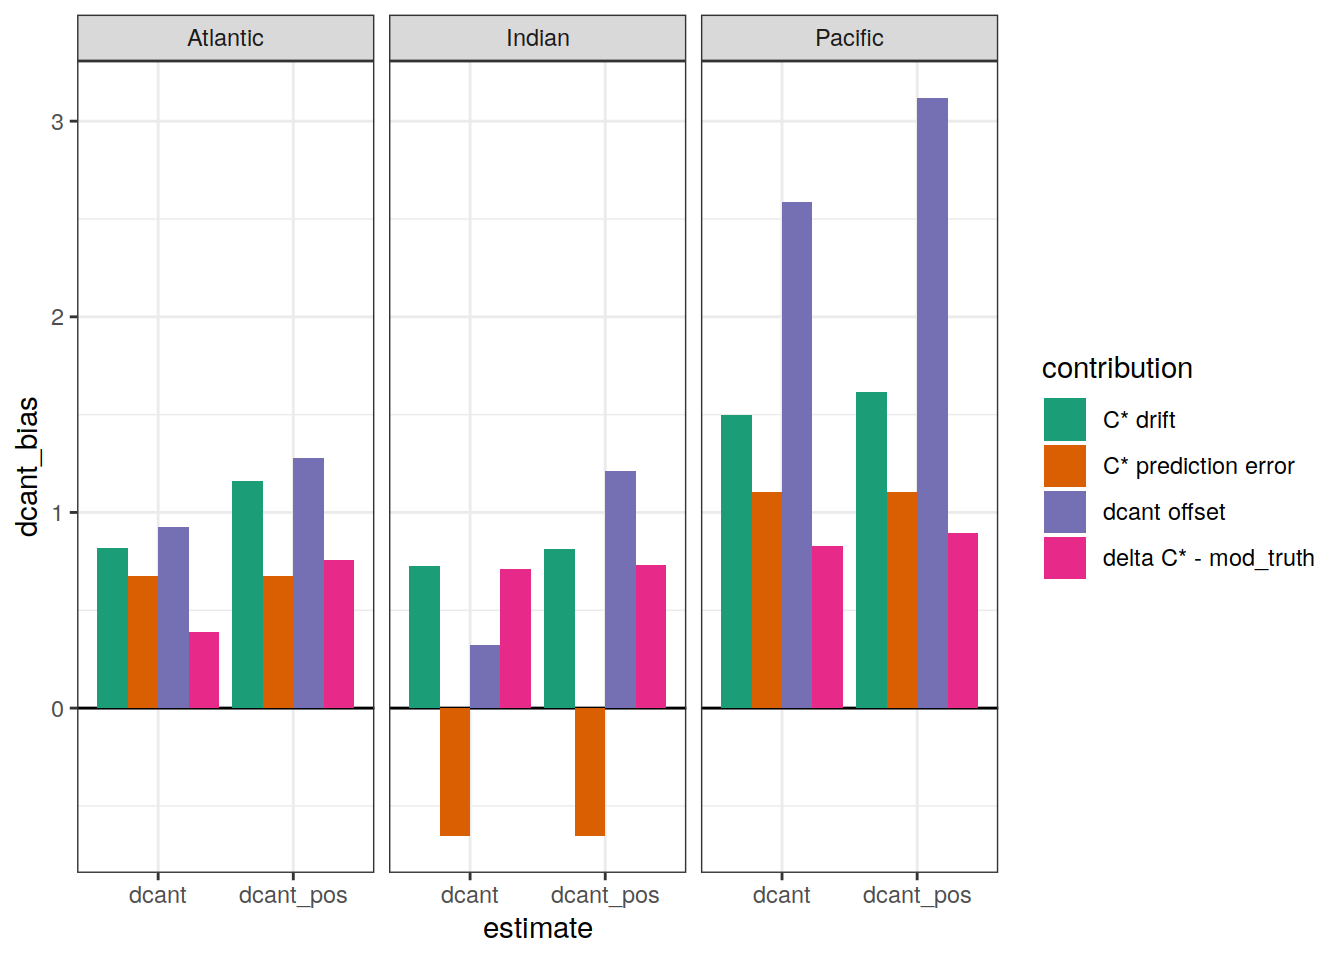 Atlantic
Indian
Pacific
dcant_bias
3
2
1
0
dcant
dcant_pos
dcant
dcant_pos
dcant
dcant_pos
estimate
contribution
C* drift
C* prediction error
dcant offset
delta C* - mod_truth